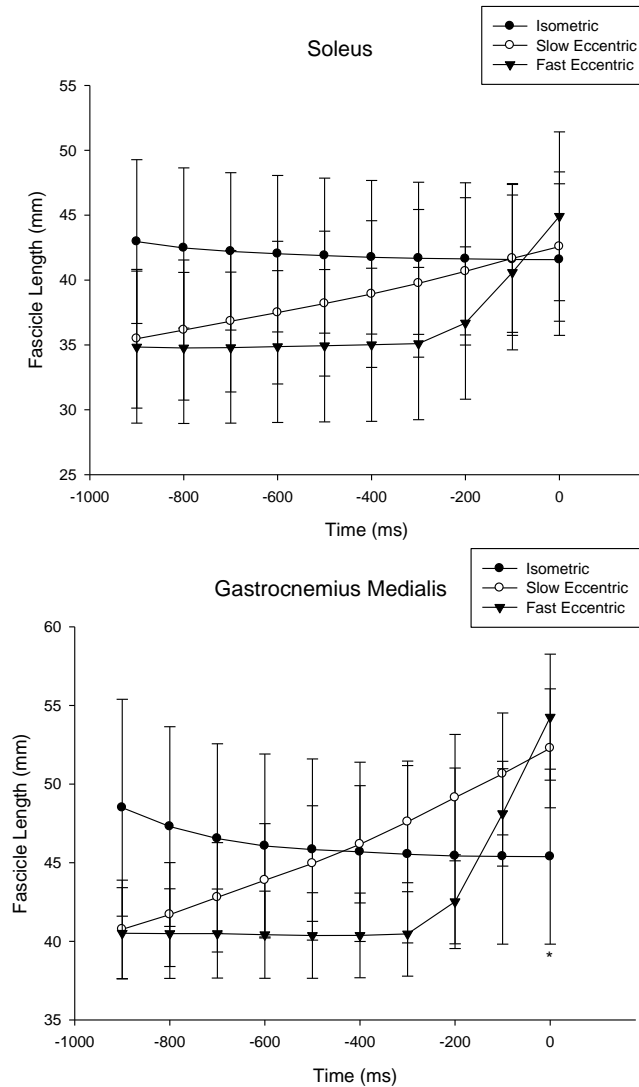 Soleus
Isometric
Slow Eccentric
Fast Eccentric
Fascicle Length (mm)
55
50
45
40
35
30
25
-1000 -800 -600 -400 -200 0
Time (ms)
Gastrocnemius Medialis
Isometric
Slow Eccentric
Fast Eccentric
Fascicle Length (mm)
60
55
50
45
40
35
*
-1000 -800 -600 -400 -200 0
Time (ms)